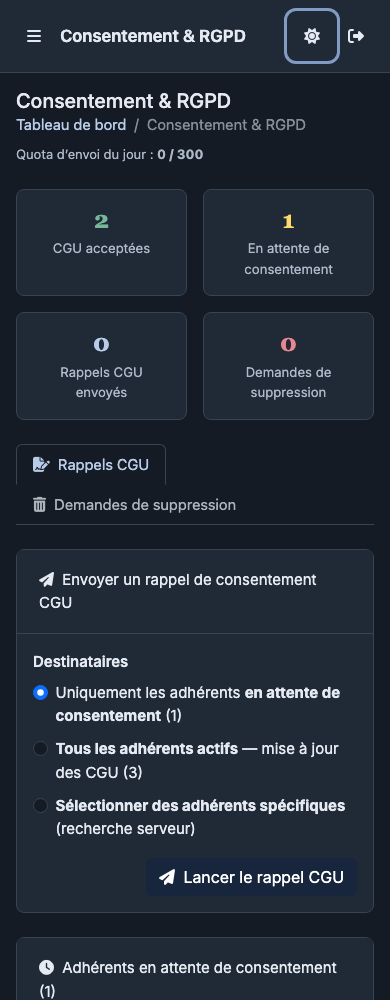 Consentement & RGPD
Consentement & RGPD
Tableau de bord / Consentement & RGPD
Quota d'envoi du jour : 0 / 300
2
CGU acceptées
1
En attente de
consentement
0
Rappels CGU
envoyés
0
Demandes de
suppression
Rappels CGU
Demandes de suppression
Envoyer un rappel de consentement
CGU
Destinataires
Uniquement les adhérents en attente de
consentement (1)
Tous les adhérents actifs — mise à jour
des CGU (3)
Sélectionner des adhérents spécifiques
(recherche serveur)
Lancer le rappel CGU
Adhérents en attente de consentement
(1)